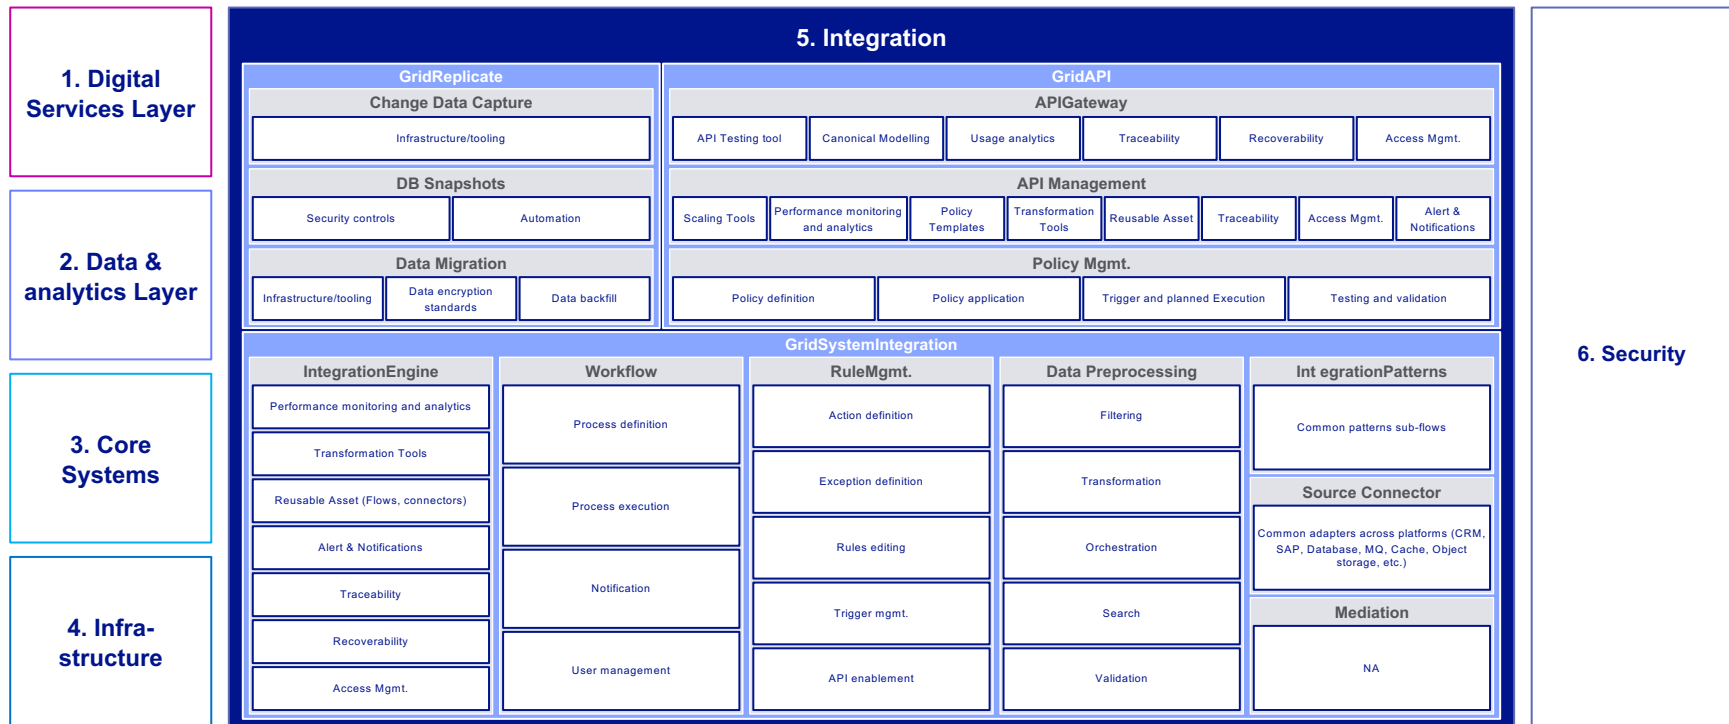 1. Digital
Services Layer
2. Data &
analytics Layer
3. Core
Systems
4. Infra-
structure
5. Integration
GridReplicate
Change Data Capture
Infrastructure/tooling
DB Snapshots
Security controls
Automation
Data Migration
Infrastructure/tooling
Data encryption
standards
Data backfill
GridAPI
APIGateway
API Testing tool
Canonical Modelling
Usage analytics
Traceability
Recoverability
Access Mgmt.
API Management
Scaling Tools
Performance monitoring
and analytics
Policy
Templates
Transformation
Tools
Reusable Asset
Traceability
Access Mgmt.
Alert &
Notifications
Policy Mgmt.
Policy definition
Policy application
Trigger and planned Execution
Testing and validation
GridSystemIntegration
IntegrationEngine
Performance monitoring and analytics
Transformation Tools
Reusable Asset (Flows, connectors)
Alert & Notifications
Traceability
Recoverability
Access Mgmt.
Workflow
Process definition
Process execution
Notification
User management
RuleMgmt.
Action definition
Exception definition
Rules editing
Trigger mgmt.
API enablement
Data Preprocessing
Filtering
Transformation
Orchestration
Search
Validation
Int egrationPatterns
Common patterns sub-flows
Source Connector
Common adapters across platforms (CRM,
SAP, Database, MQ, Cache, Object
storage, etc.)
Mediation
NA
6. Security